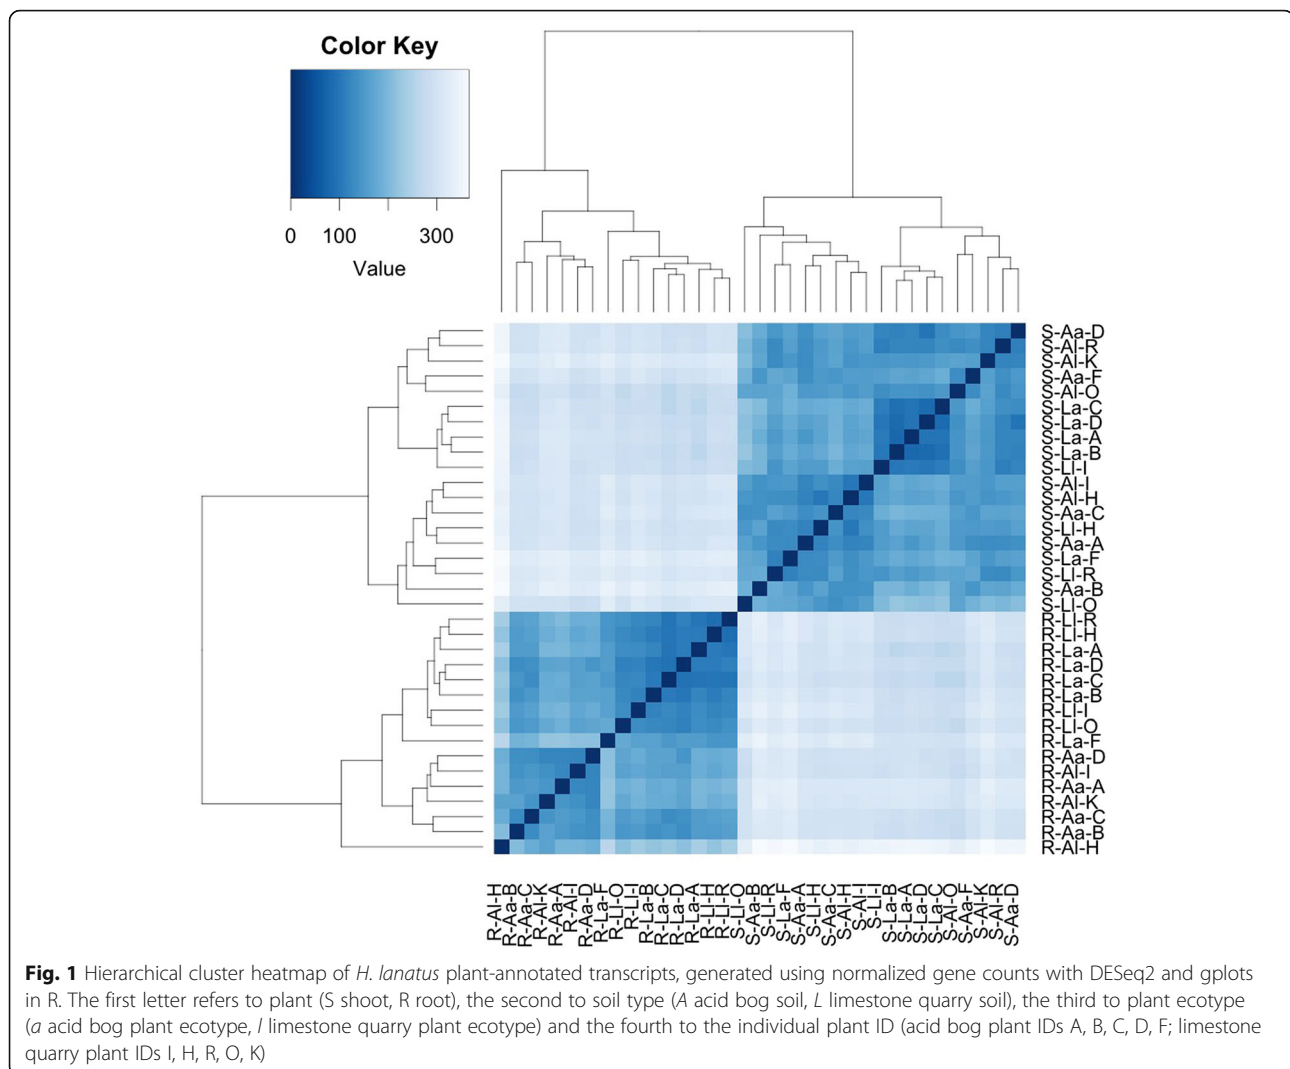 Color Key
0 100 300
Value
S-Aa-D
S-Al-R
S-Al-K
S-Aa-F
S-Al-O
S-La-C
S-La-D
S-La-A
S-La-B
S-Ll-I
S-Al-I
S-Al-H
S-Aa-C
S-Ll-H
S-Aa-A
S-La-F
S-Ll-R
S-Aa-B
S-Ll-O
R-Ll-R
R-Ll-H
R-La-A
R-La-D
R-La-C
R-La-B
R-Ll-I
R-Ll-O
R-La-F
R-Aa-D
R-Al-I
R-Aa-A
R-Al-K
R-Aa-C
R-Aa-B
R-Al-H
R-Al-H
R-Aa-B
R-Aa-C
R-Al-K
R-Aa-A
R-Al-I
R-Aa-D
R-La-F
R-Ll-O
R-Ll-I
R-La-B
R-La-C
R-La-D
R-La-A
R-Ll-H
R-Ll-R
S-Ll-O
S-Aa-B
S-Ll-R
S-La-F
S-Aa-A
S-Ll-H
S-Aa-C
S-Al-H
S-Al-I
S-Ll-I
S-La-B
S-La-A
S-La-D
S-La-C
S-Al-O
S-Aa-F
S-Al-K
S-Al-R
S-Aa-D
Fig. 1 Hierarchical cluster heatmap of H. lanatus plant-annotated transcripts, generated using normalized gene counts with DESeq2 and gplots
in R. The first letter refers to plant (S shoot, R root), the second to soil type (A acid bog soil, L limestone quarry soil), the third to plant ecotype
(a acid bog plant ecotype, l limestone quarry plant ecotype) and the fourth to the individual plant ID (acid bog plant IDs A, B, C, D, F; limestone
quarry plant IDs I, H, R, O, K)